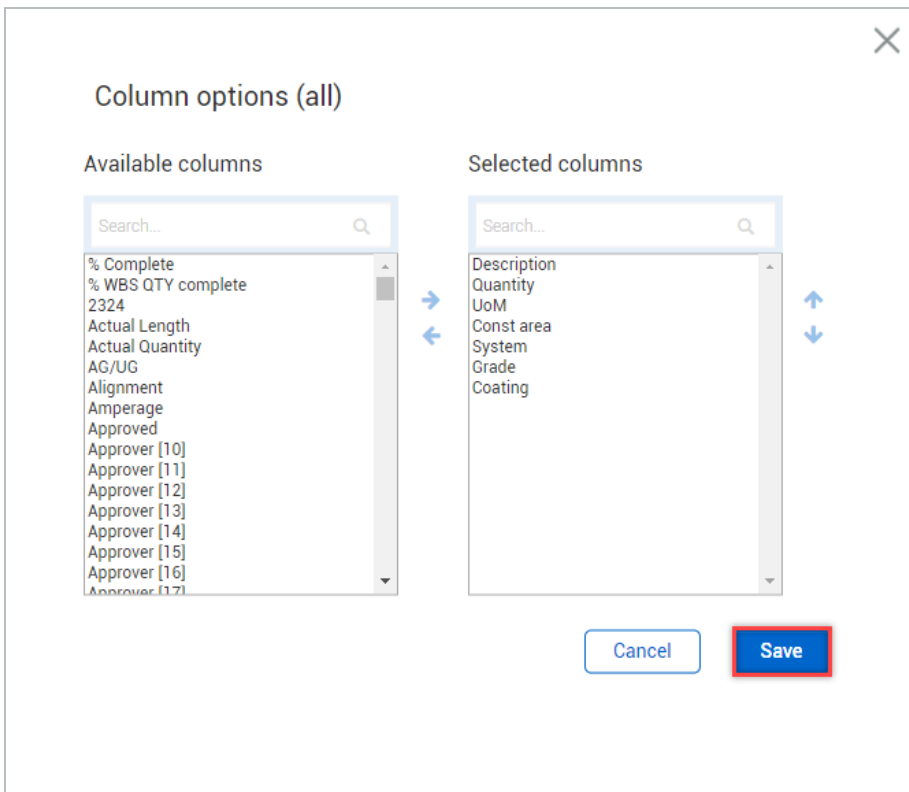 Column options (all)
Available columns
Search...
% Complete
% WBS QTY complete
2324
Actual Length
Actual Quantity
AG/UG
Alignment
Amperage
Approved
Approver [10]
Approver [11]
Approver [12]
Approver [13]
Approver [14]
Approver [15]
Approver [16]
Approver [17]
Selected columns
Search...
Description
Quantity
UoM
Const area
System
Grade
Coating
Cancel
Save